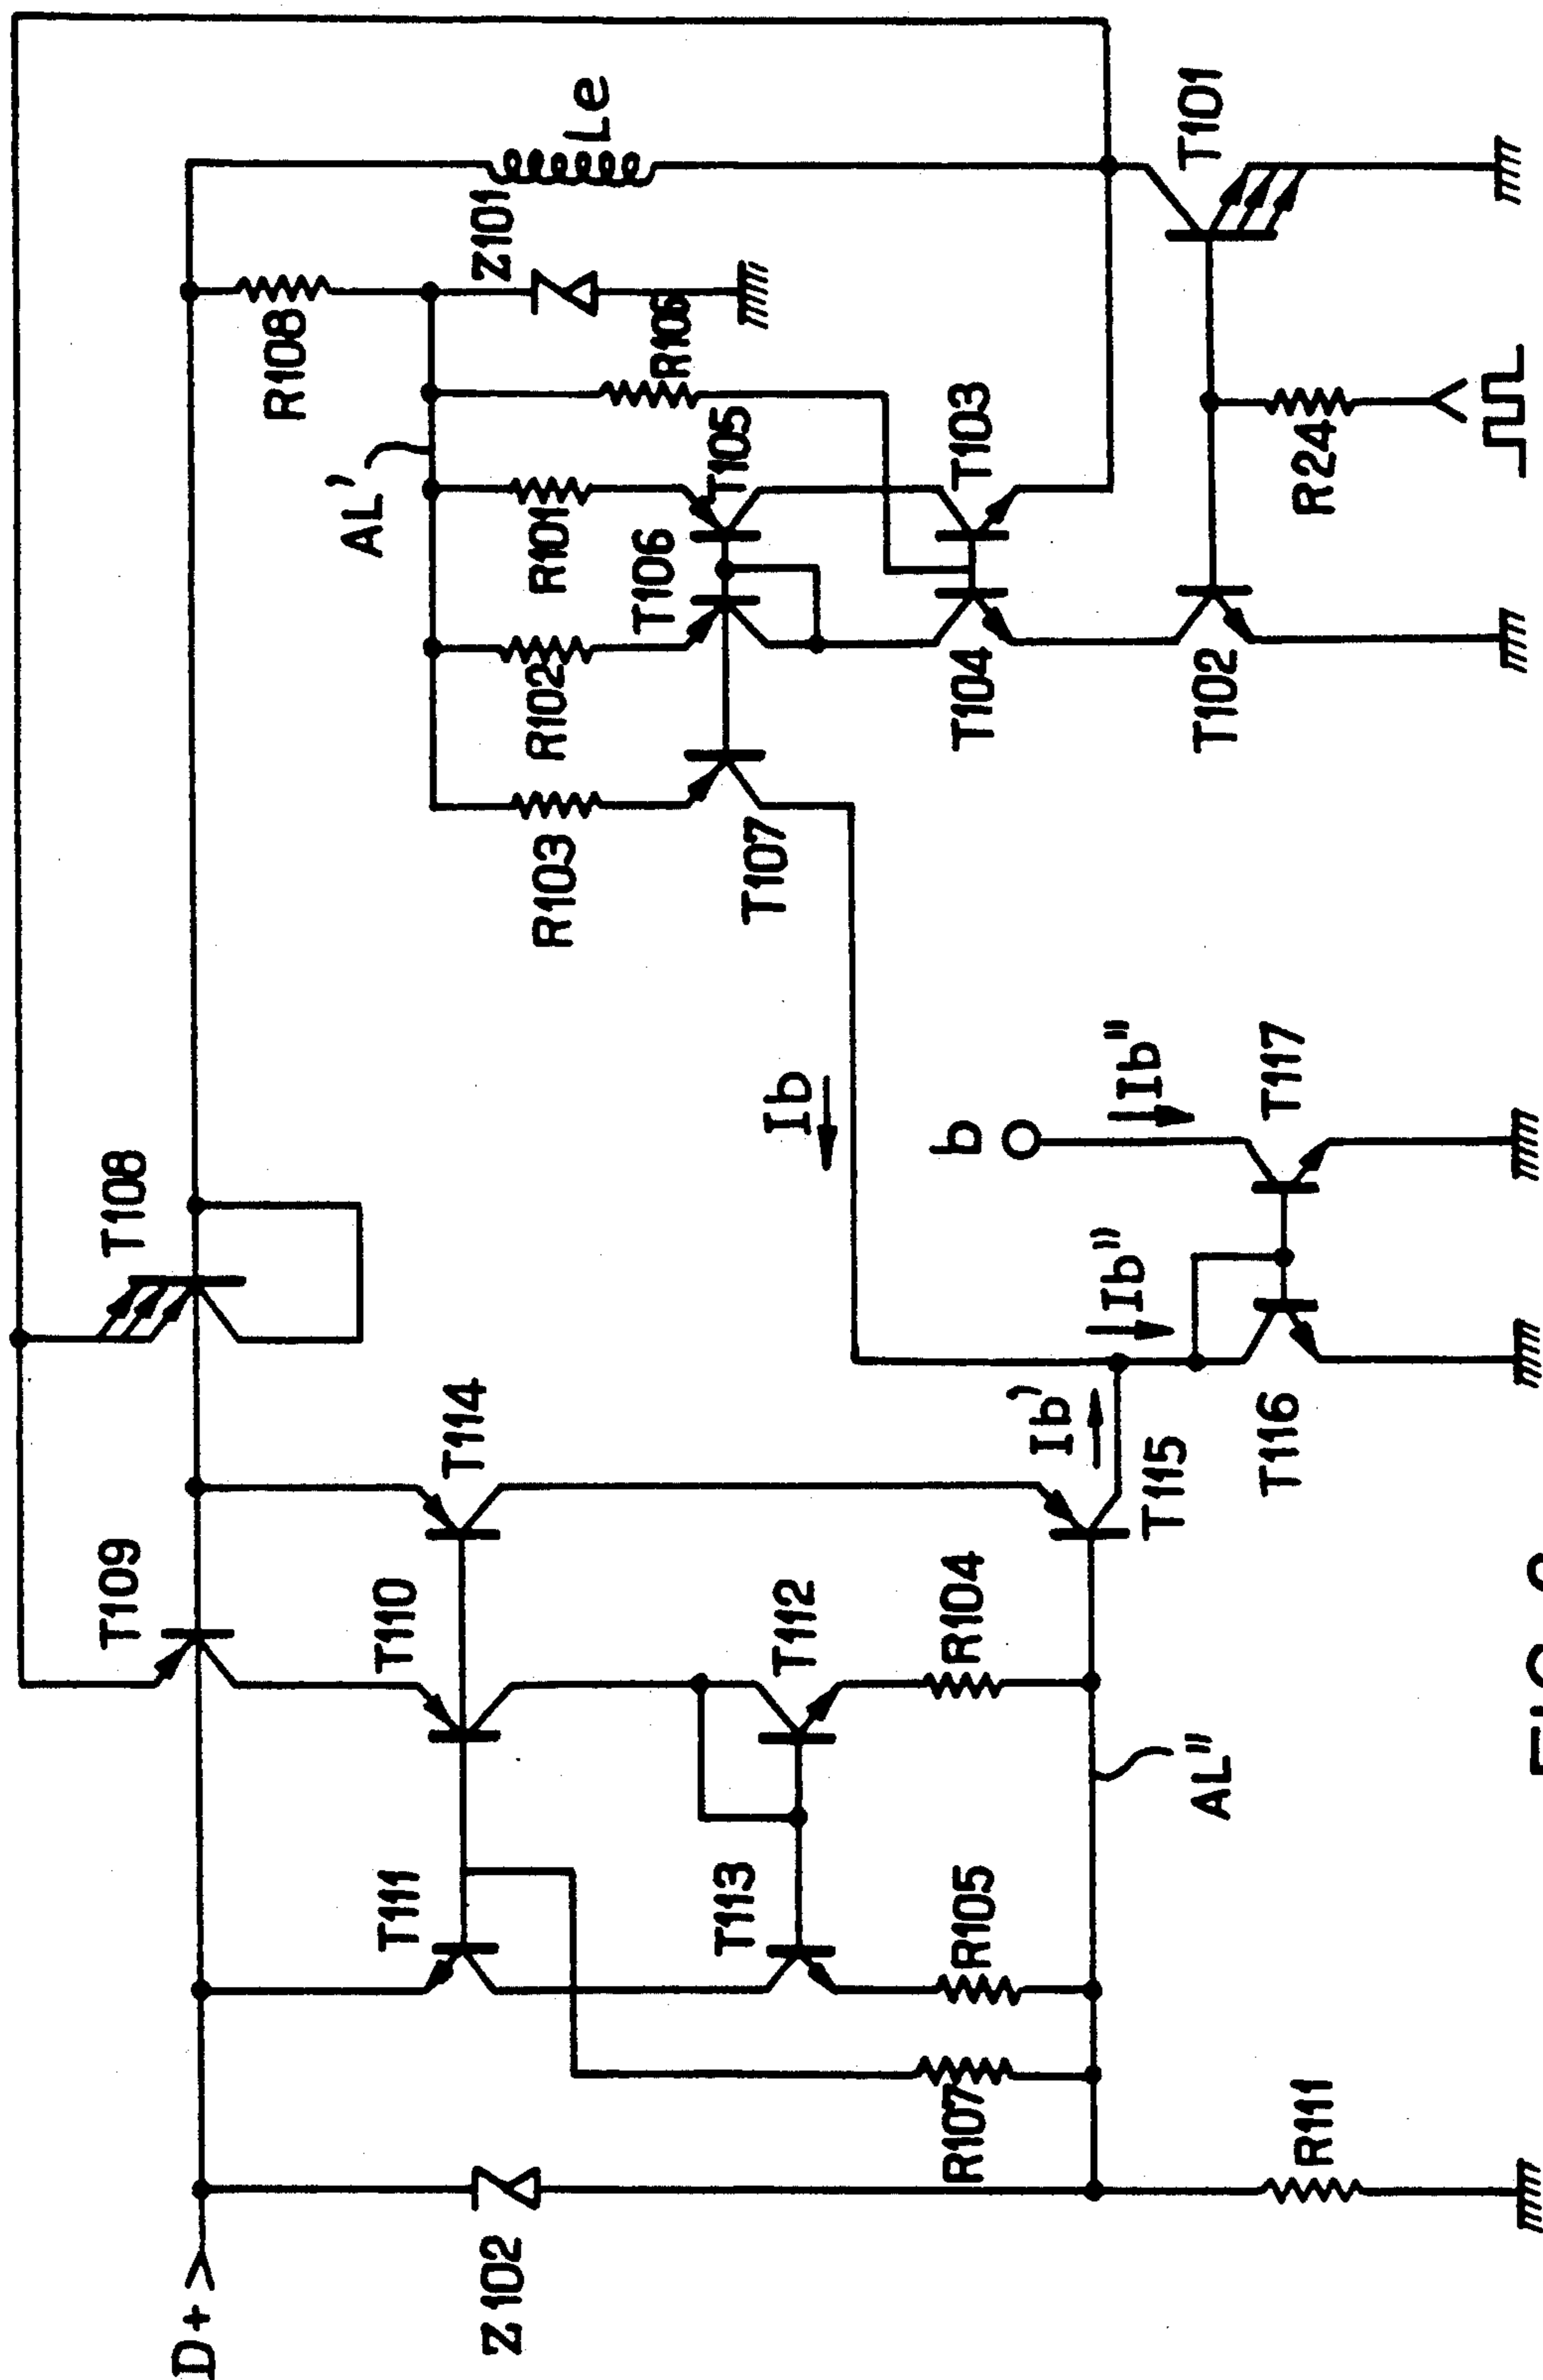 T109
T108
D+
R108
AL'
T111
T110
T114
Z102
Z101
R103
R102
R101
Le
T106
R106
T113
T105
T107
T112
Ib
b
R107
R105
R104
T104
T103
Ib'
Ib"
Ib"
T115
AL"
T102
T101
T116
T117
R111
R24